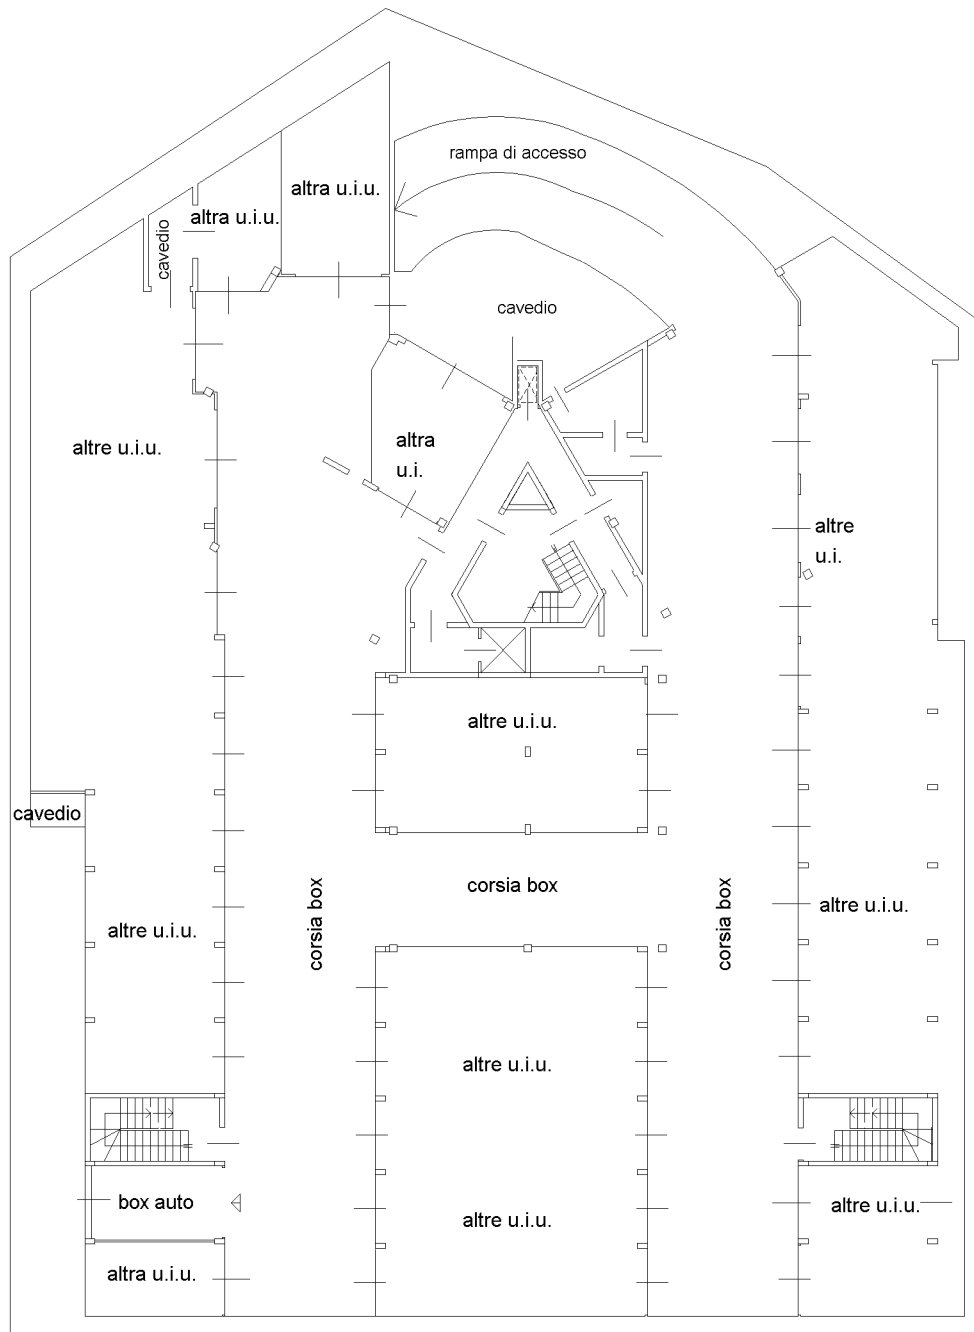 rampa di accesso
altra u.i.u.
altra u.i.u.
cavedio
cavedio
altre u.i.u.
altra
u.i.
altre
u.i.
altre u.i.u.
cavedio
corsia box
corsia box
corsia box
altre u.i.u.
altre u.i.u.
altre u.i.u.
box auto
altre u.i.u.
altre u.i.u.
altra u.i.u.